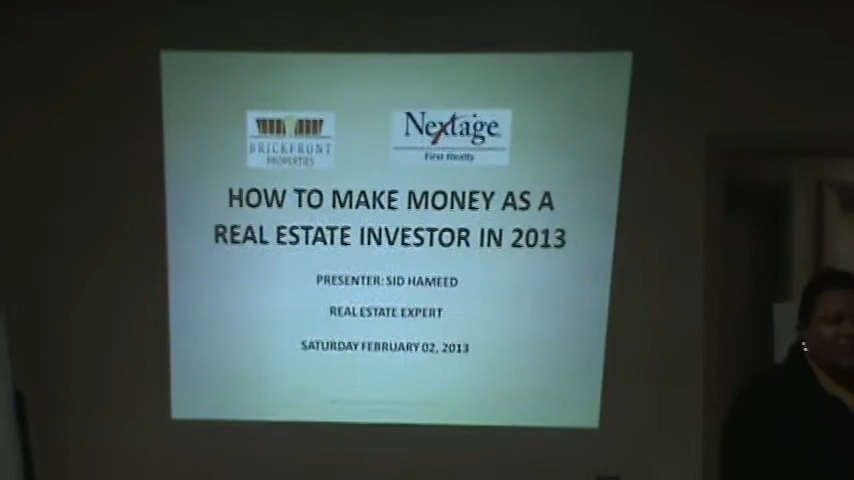 BRICKFRONT
PROPERTIES
Nextage
First Realty
HOW TO MAKE MONEY AS A
REAL ESTATE INVESTOR IN 2013
PRESENTER: SID HAMEED
REAL ESTATE EXPERT
SATURDAY FEBRUARY 02, 2013